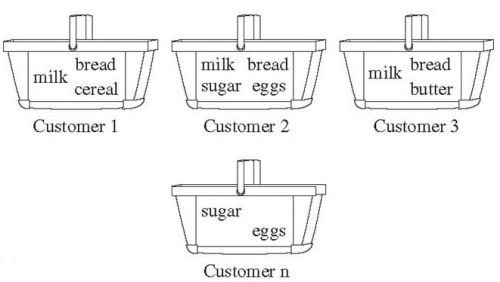 milk bread
cereal
Customer 1
milk bread
sugar eggs
Customer 2
milk bread
butter
Customer 3
sugar
eggs
Customer n